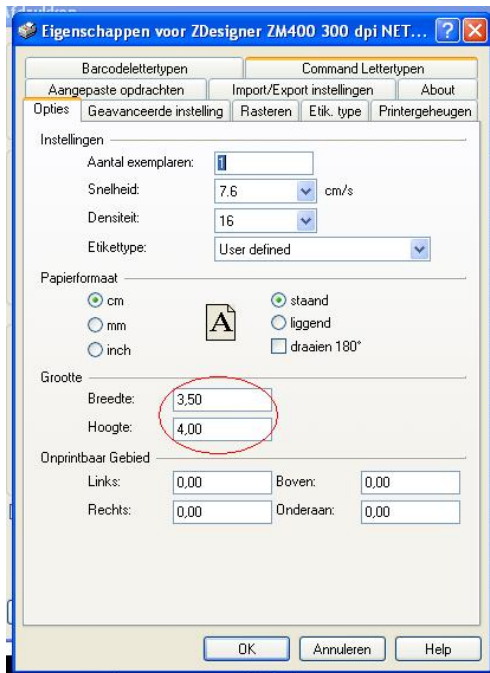 Eigenschappen voor ZDesigner ZM400 300 dpi NET...
Barcodelettertypen Command Lettertypen
Aangepaste opdrachten Import/Export instellingen About
Opties Geavanceerde instelling Rasteren Etik. type Printergeheugen
Instellingen
Aantal exemplaren: 1
Snelheid: 7.6 cm/s
Densiteit: 16
Etikettype: User defined
Papierformaat
cm A staand
mm liggend
inch draaien 180°
Grootte
Breedte: 3,50
Hoogte: 4,00
Onprintbaar Gebied
Links: 0,00 Boven: 0,00
Rechts: 0,00 Onderaan: 0,00
OK Annuleren Help